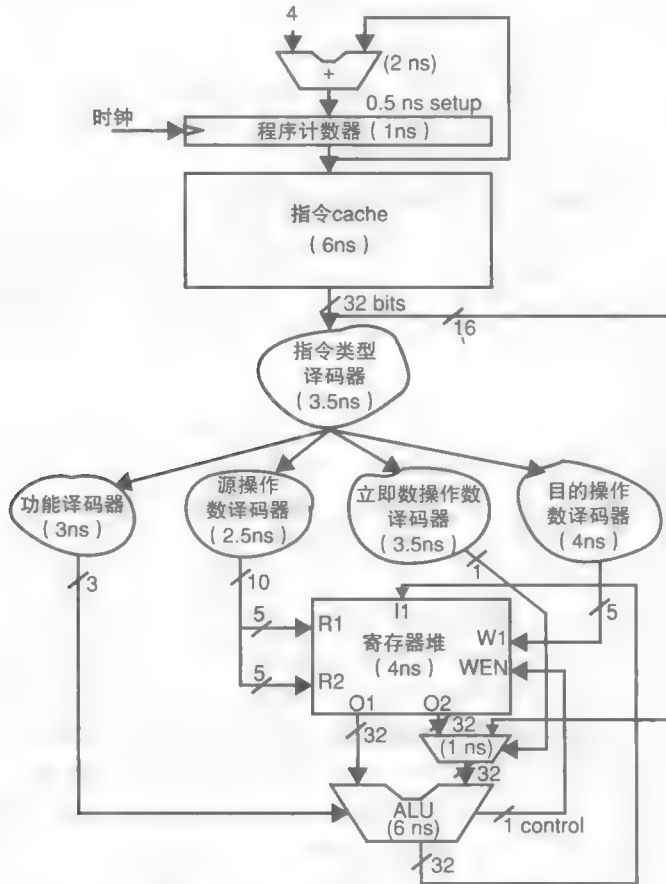 4
+
(2 ns)
0.5 ns setup
时钟
程序计数器（1ns）
指令cache
（6ns）
32 bits
16
指令类型
译码器
（3.5ns）
功能译码器
（3ns）
源操作
数译码器
（2.5ns）
立即数操作数
译码器
（3.5ns）
目的操作
数译码器
（4ns）
3
10
1
5
I1
5
R1
寄存器堆
（4ns）
W1
WEN
5
R2
O1
O2
32
32
(1 ns)
32
ALU
(6 ns)
1 control
32